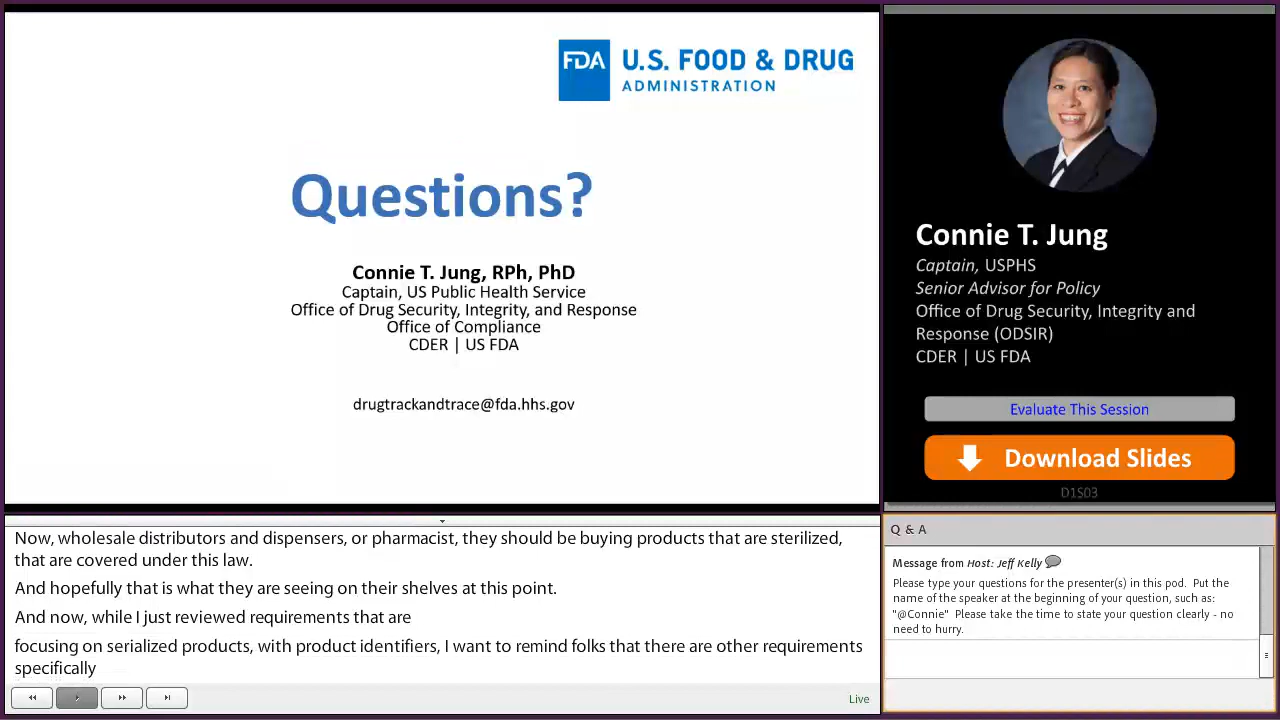 FDA
U.S. FOOD & DRUG
ADMINISTRATION
Questions?
Connie T. Jung, RPh, PhD
Captain, US Public Health Service
Office of Drug Security, Integrity, and Response
Office of Compliance
CDER | US FDA
drugtrackandtrace@fda.hhs.gov
Connie T. Jung
Captain, USPHS
Senior Advisor for Policy
Office of Drug Security, Integrity and
Response (ODSIR)
CDER | US FDA
Evaluate This Session
Download Slides
D1S03
Now, wholesale distributors and dispensers, or pharmacist, they should be buying products that are sterilized,
that are covered under this law.
And hopefully that is what they are seeing on their shelves at this point.
And now, while I just reviewed requirements that are
focusing on serialized products, with product identifiers, I want to remind folks that there are other requirements
specifically
Live
Q & A
Message from Host: Jeff Kelly
Please type your questions for the presenter(s) in this pod. Put the
name of the speaker at the beginning of your question, such as:
"@Connie" Please take the time to state your question clearly - no
need to hurry.